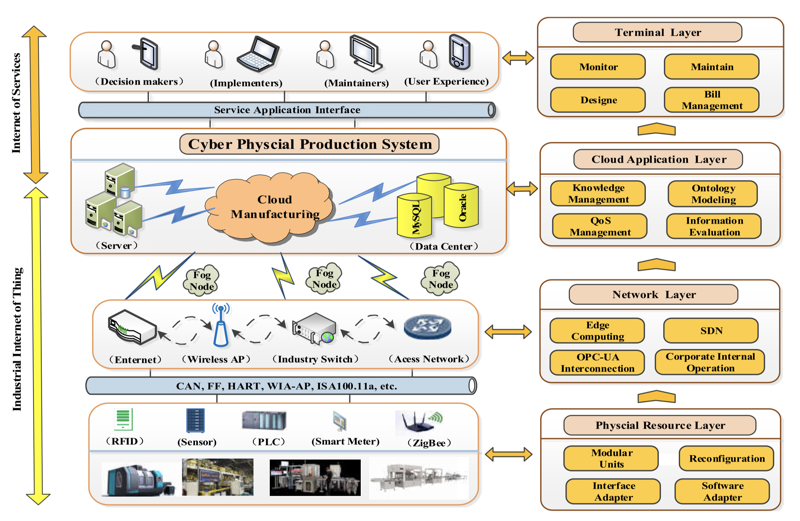 Internet of Services
Industrial Internet of Thing
(Decision makers)
(Implementers)
(Maintainers)
(User Experience)
Service Application Interface
Cyber Physcial Production System
(Server)
Cloud
Manufacturing
MySQL
Oracle
(Data Center)
Fog
Node
Fog
Node
Fog
Node
(Enternet)
(Wireless AP)
(Industry Switch)
(Acess Network)
CAN, FF, HART, WIA-AP, ISA100.11a, etc.
(RFID)
(Sensor)
(PLC)
(Smart Meter)
(ZigBee)
Terminal Layer
Monitor
Maintain
Designe
Bill
Management
Cloud Application Layer
Knowledge
Management
Ontology
Modeling
QoS
Management
Information
Evaluation
Network Layer
Edge
Computing
SDN
OPC-UA
Interconnection
Corporate Internal
Operation
Physcial Resource Layer
Modular
Units
Reconfiguration
Interface
Adapter
Software
Adapter